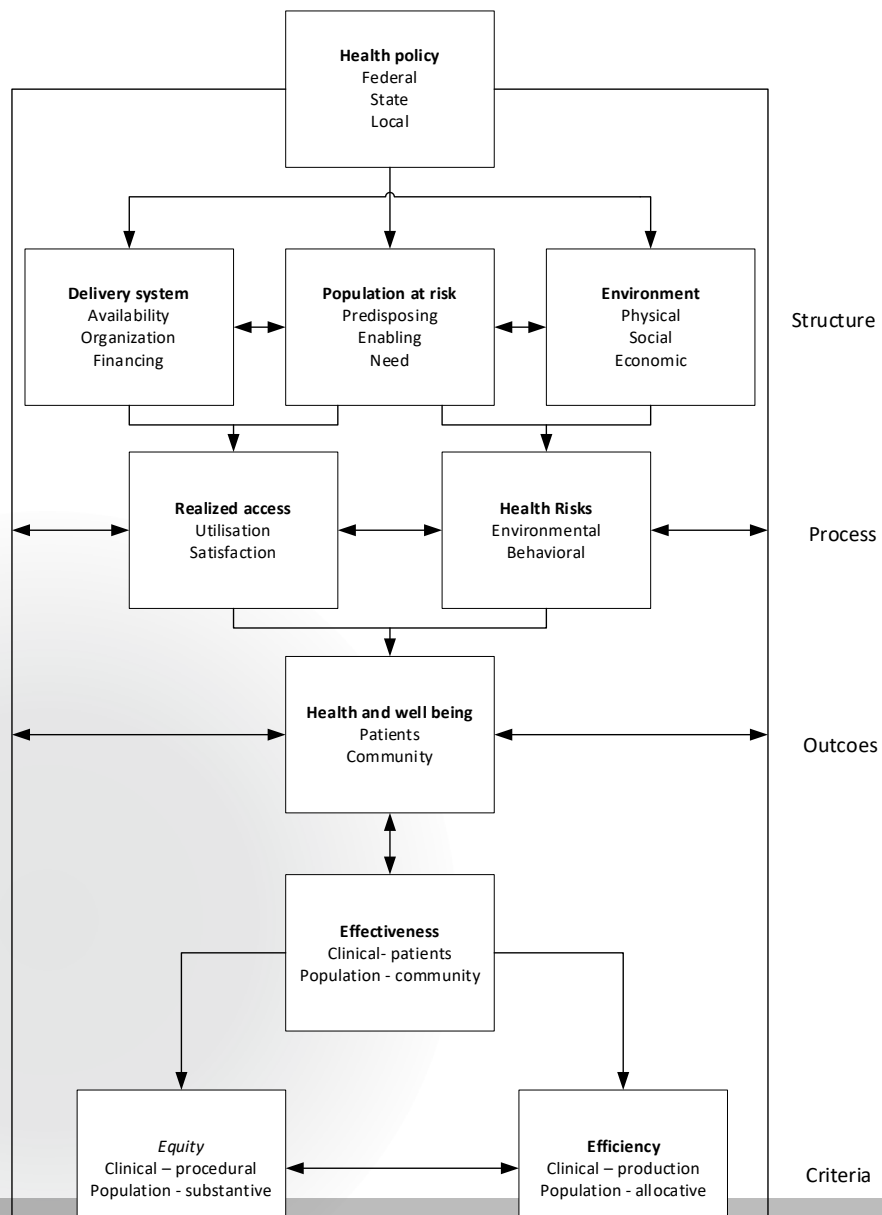 Health policy
Federal
State
Local
Delivery system
Availability
Organization
Financing
Population at risk
Predisposing
Enabling
Need
Environment
Physical
Social
Economic
Structure
Realized access
Utilisation
Satisfaction
Health Risks
Environmental
Behavioral
Process
Health and well being
Patients
Community
Outcoes
Effectiveness
Clinical- patients
Population - community
Equity
Clinical – procedural
Population - substantive
Efficiency
Clinical – production
Population - allocative
Criteria